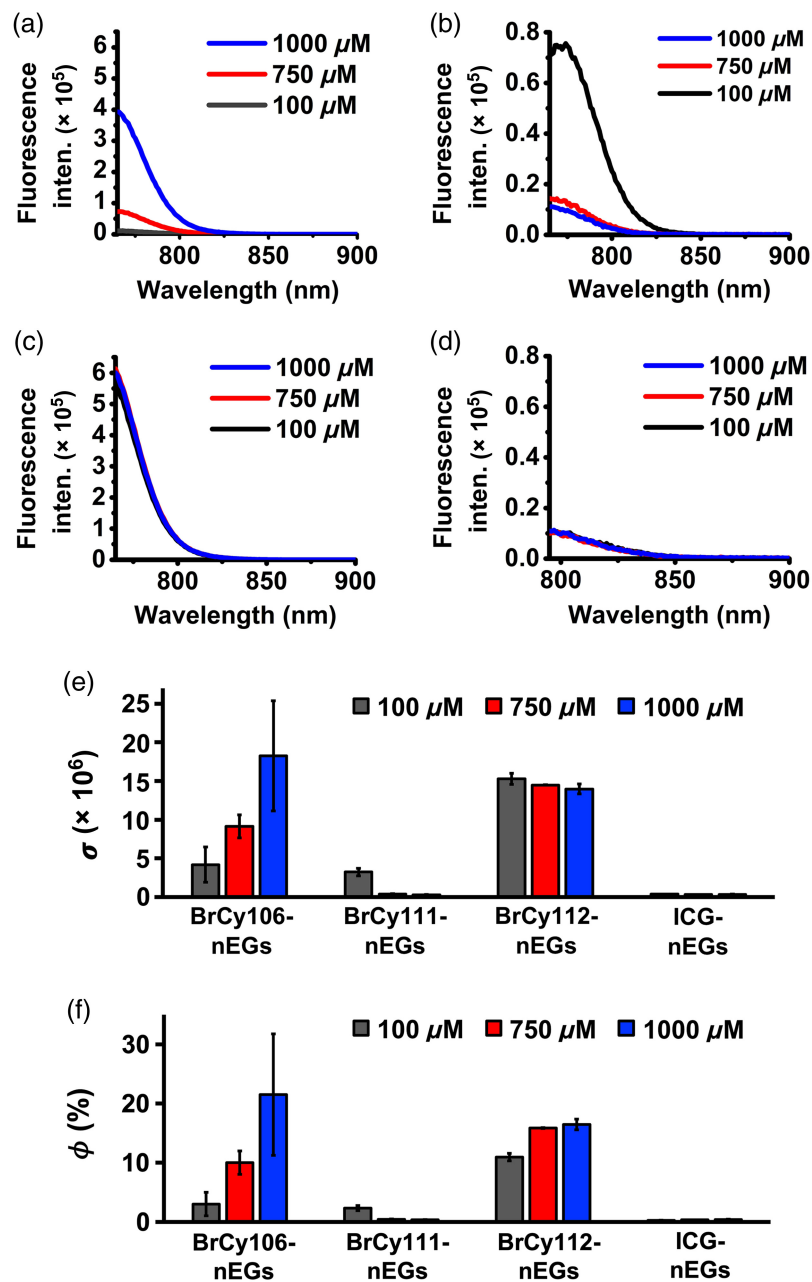 (a)
Fluorescence
inten. (× 10⁵)
6
5
4
3
2
1
0
1000 µM
750 µM
100 µM
800 850 900
Wavelength (nm)
(b)
Fluorescence
inten. (× 10⁵)
0.8
0.6
0.4
0.2
0.0
1000 µM
750 µM
100 µM
800 850 900
Wavelength (nm)
(c)
Fluorescence
inten. (× 10⁵)
6
5
4
3
2
1
0
1000 µM
750 µM
100 µM
800 850 900
Wavelength (nm)
(d)
Fluorescence
inten. (× 10⁵)
0.8
0.6
0.4
0.2
0.0
1000 µM
750 µM
100 µM
800 850 900
Wavelength (nm)
(e)
σ (× 10⁶)
25
20
15
10
5
0
100 µM 750 µM 1000 µM
BrCy106- BrCy111- BrCy112- ICG-
nEGs nEGs nEGs nEGs
(f)
ϕ (%)
30
20
10
0
100 µM 750 µM 1000 µM
BrCy106- BrCy111- BrCy112- ICG-
nEGs nEGs nEGs nEGs